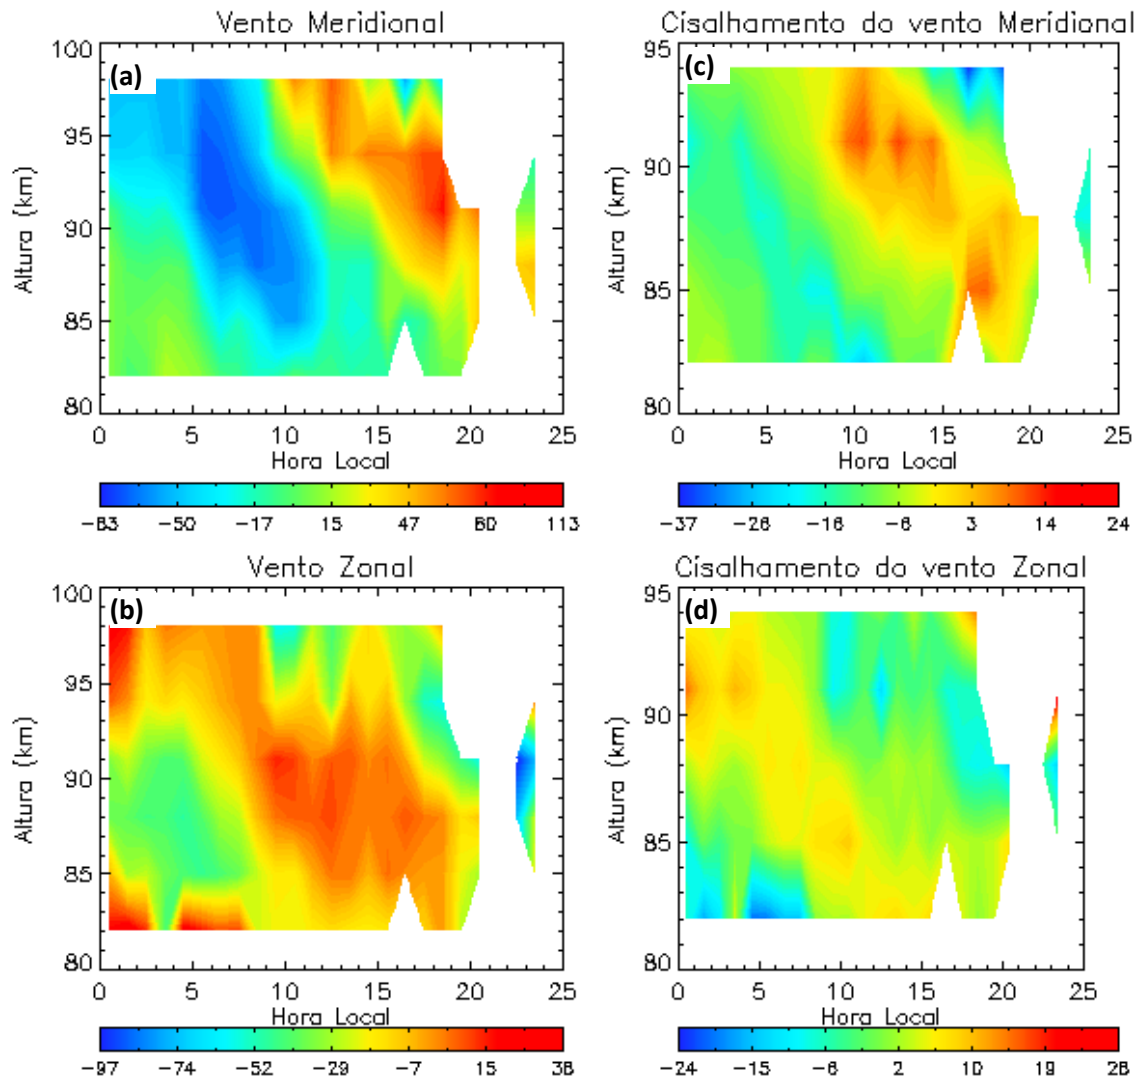 Vento Meridional
(a)
100
95
90
85
80
Altura (km)
0 5 10 15 20 25
Hora Local
-83 -50 -17 15 47 80 113
Cisalhamento do vento Meridional
(c)
95
90
85
80
Altura (km)
0 5 10 15 20 25
Hora Local
-37 -26 -16 -6 3 14 24
Vento Zonal
(b)
100
95
90
85
80
Altura (km)
0 5 10 15 20 25
Hora Local
-97 -74 -52 -29 -7 15 38
Cisalhamento do vento Zonal
(d)
95
90
85
80
Altura (km)
0 5 10 15 20 25
Hora Local
-24 -15 -6 2 10 19 28